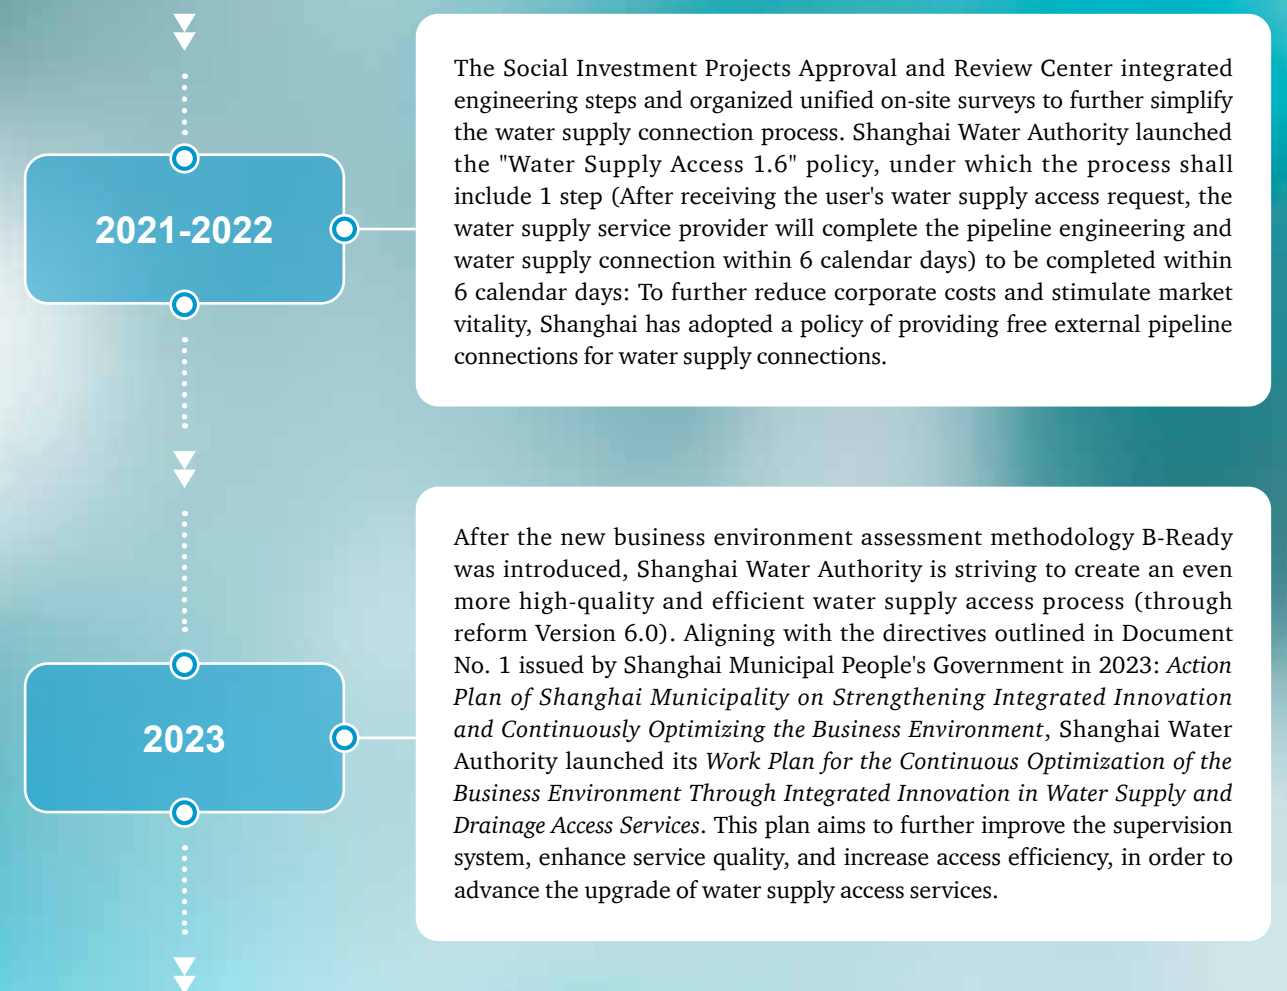 2021-2022
The Social Investment Projects Approval and Review Center integrated
engineering steps and organized unified on-site surveys to further simplify
the water supply connection process. Shanghai Water Authority launched
the "Water Supply Access 1.6" policy, under which the process shall
include 1 step (After receiving the user's water supply access request, the
water supply service provider will complete the pipeline engineering and
water supply connection within 6 calendar days) to be completed within
6 calendar days: To further reduce corporate costs and stimulate market
vitality, Shanghai has adopted a policy of providing free external pipeline
connections for water supply connections.
2023
After the new business environment assessment methodology B-Ready
was introduced, Shanghai Water Authority is striving to create an even
more high-quality and efficient water supply access process (through
reform Version 6.0). Aligning with the directives outlined in Document
No. 1 issued by Shanghai Municipal People's Government in 2023: Action
Plan of Shanghai Municipality on Strengthening Integrated Innovation
and Continuously Optimizing the Business Environment, Shanghai Water
Authority launched its Work Plan for the Continuous Optimization of the
Business Environment Through Integrated Innovation in Water Supply and
Drainage Access Services. This plan aims to further improve the supervision
system, enhance service quality, and increase access efficiency, in order to
advance the upgrade of water supply access services.